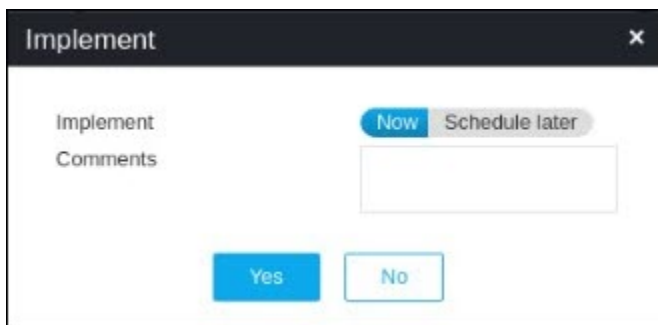 Implement ×
Implement Now Schedule later
Comments
Yes No